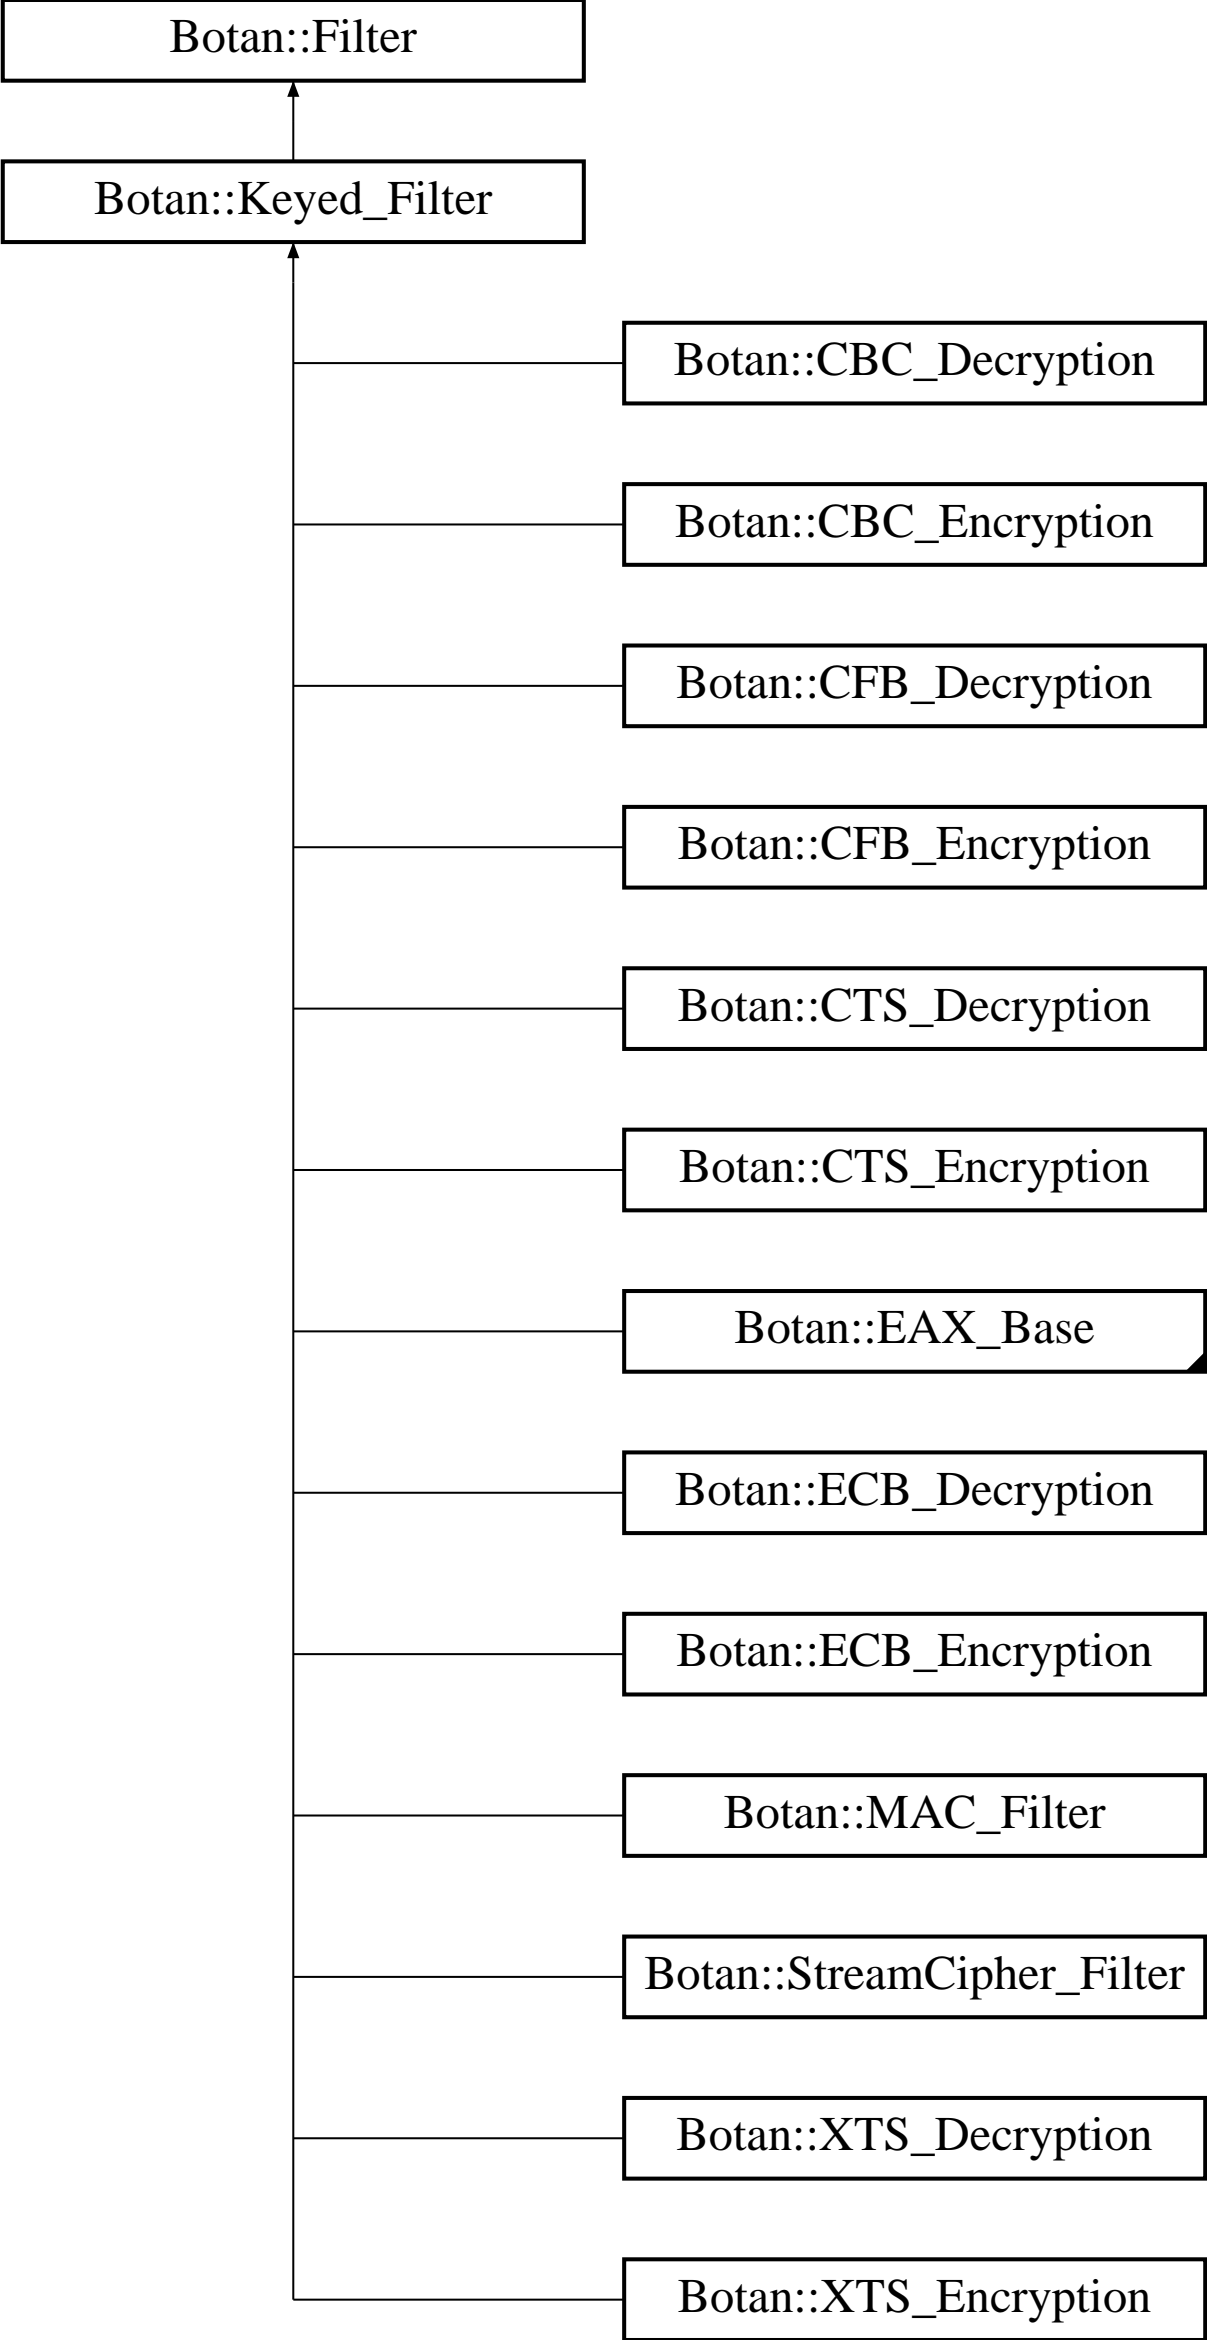 Botan::Filter
Botan::Keyed_Filter
Botan::CBC_Decryption
Botan::CBC_Encryption
Botan::CFB_Decryption
Botan::CFB_Encryption
Botan::CTS_Decryption
Botan::CTS_Encryption
Botan::EAX_Base
Botan::ECB_Decryption
Botan::ECB_Encryption
Botan::MAC_Filter
Botan::StreamCipher_Filter
Botan::XTS_Decryption
Botan::XTS_Encryption